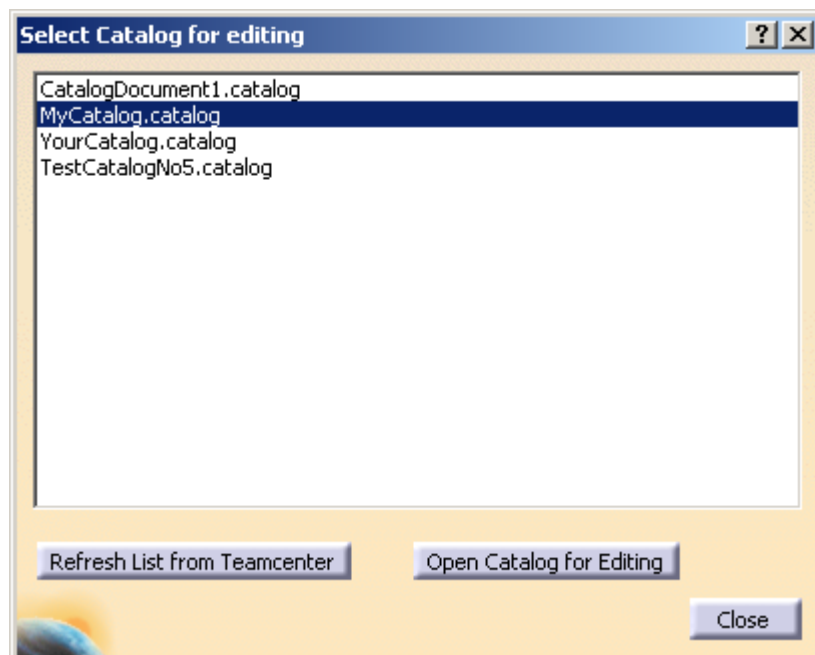 Select Catalog for editing
CatalogDocument1.catalog
MyCatalog.catalog
YourCatalog.catalog
TestCatalogNo5.catalog
Refresh List from Teamcenter
Open Catalog for Editing
Close